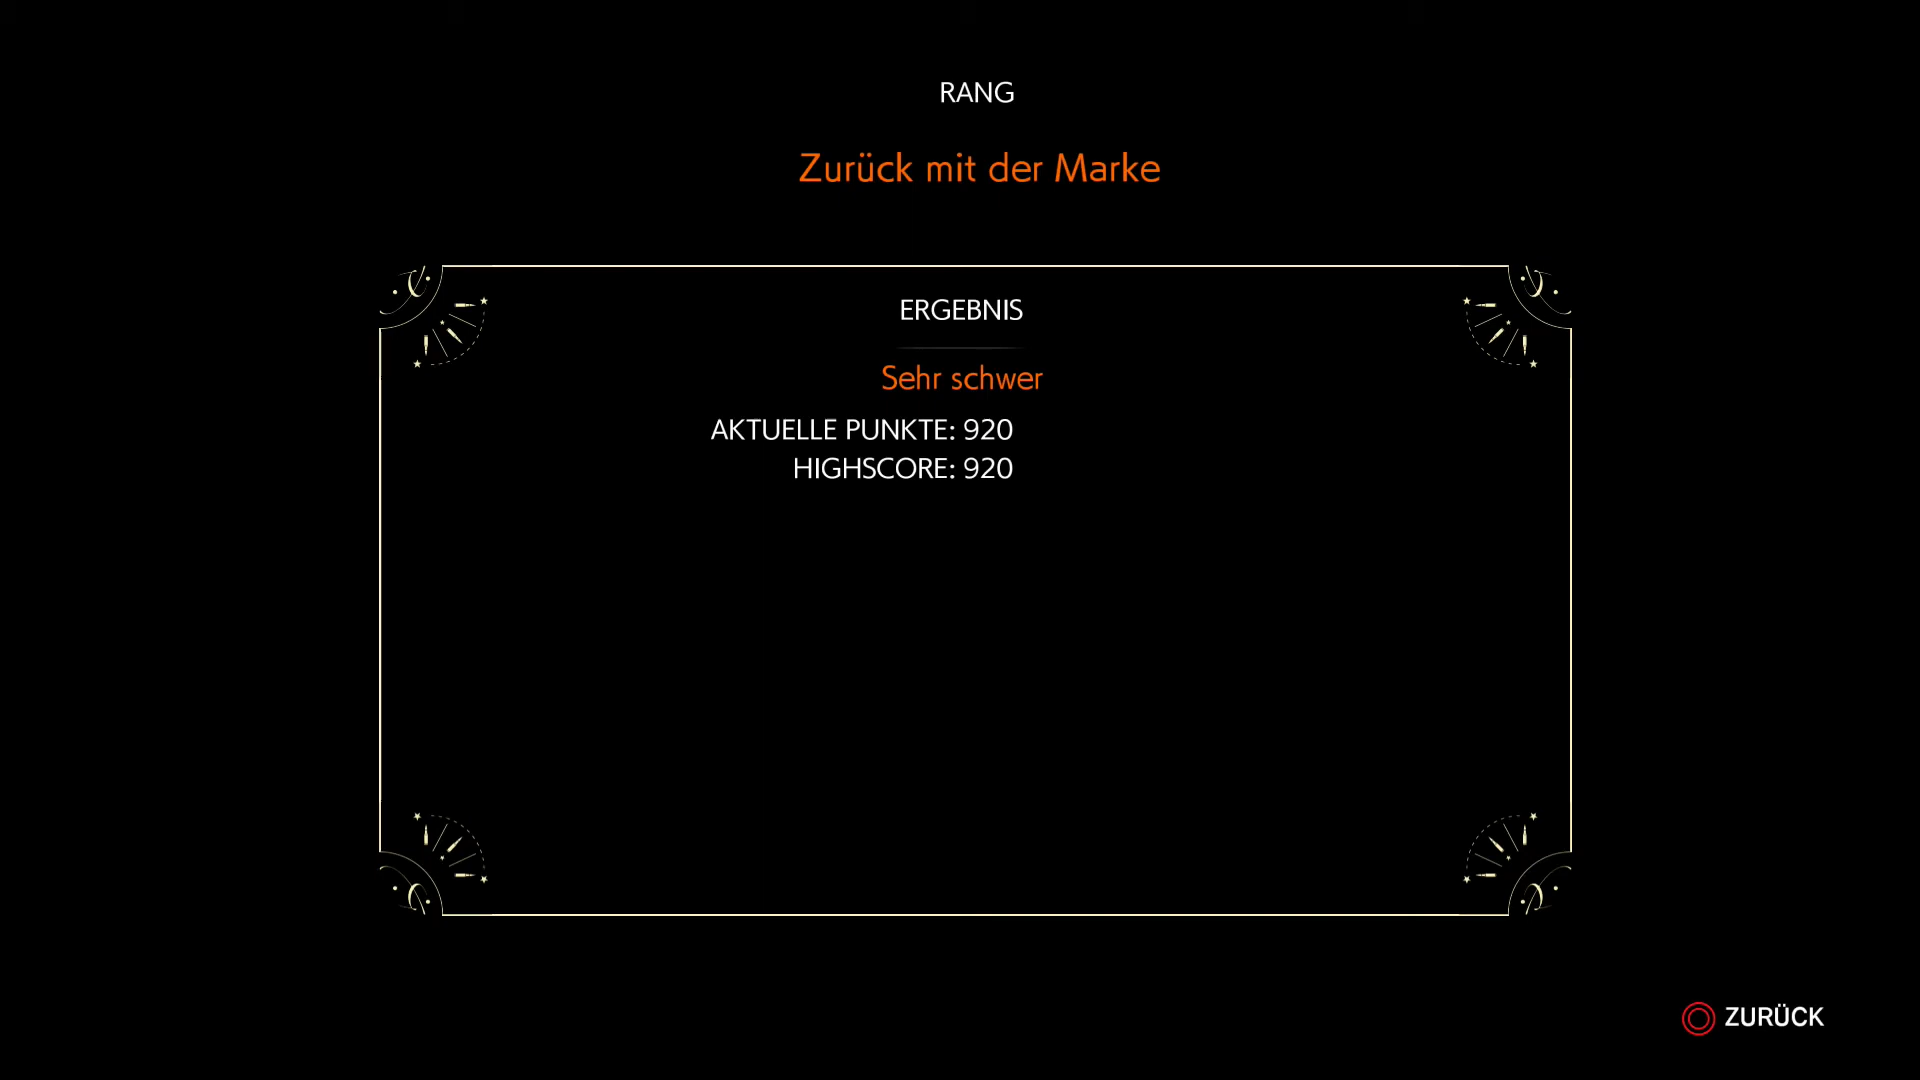 RANG
Zurück mit der Marke
ERGEBNIS
Sehr schwer
AKTUELLE PUNKTE: 920
HIGHSCORE: 920
ZURÜCK